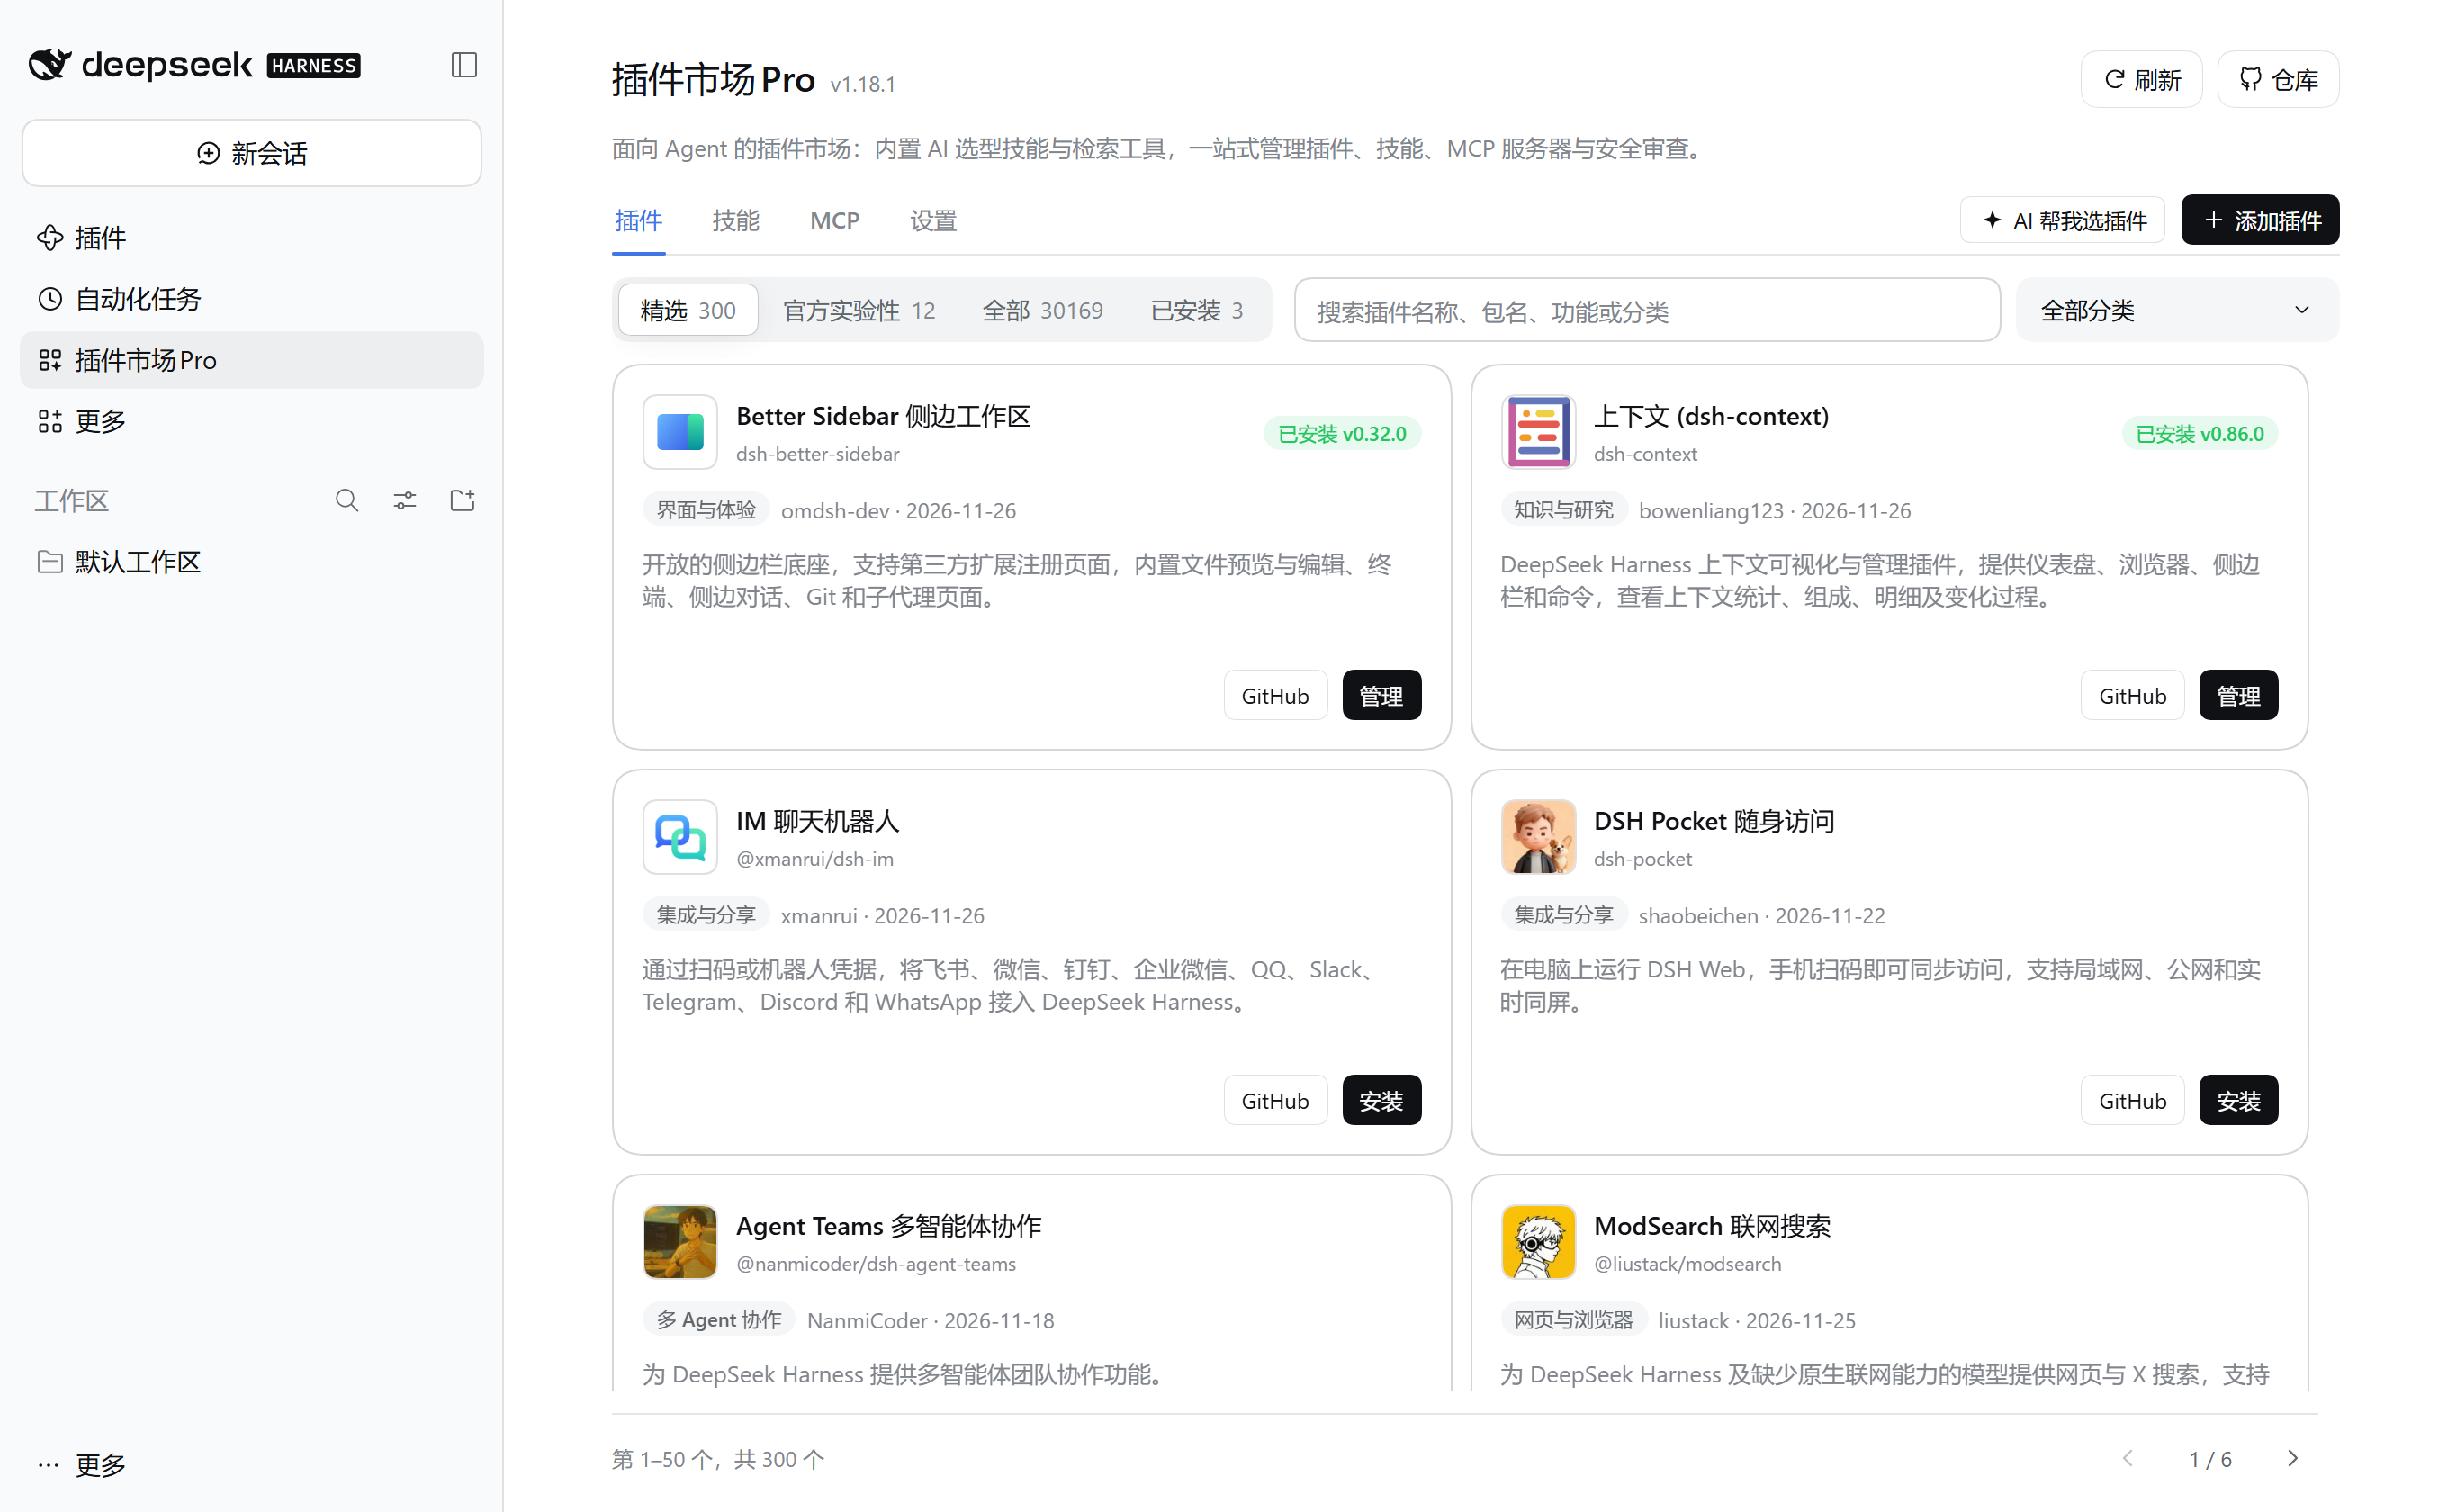 deepseek HARNESS
新会话
插件
自动化任务
插件市场Pro
更多
工作区
默认工作区
更多
插件市场Pro v1.18.1
刷新
仓库
面向 Agent 的插件市场：内置 AI 选型技能与检索工具，一站式管理插件、技能、MCP 服务器与安全审查。
插件 技能 MCP 设置
AI 帮我选插件
添加插件
精选 300 官方实验性 12 全部 30169 已安装 3
搜索插件名称、包名、功能或分类
全部分类
Better Sidebar 侧边工作区
dsh-better-sidebar
已安装 v0.32.0
界面与体验 omdsh-dev · 2026-11-26
开放的侧边栏底座，支持第三方扩展注册页面，内置文件预览与编辑、终
端、侧边对话、Git 和子代理页面。
GitHub 管理
上下文 (dsh-context)
dsh-context
已安装 v0.86.0
知识与研究 bowenliang123 · 2026-11-26
DeepSeek Harness 上下文可视化与管理插件，提供仪表盘、浏览器、侧边
栏和命令，查看上下文统计、组成、明细及变化过程。
GitHub 管理
IM 聊天机器人
@xmanrui/dsh-im
集成与分享 xmanrui · 2026-11-26
通过扫码或机器人凭据，将飞书、微信、钉钉、企业微信、QQ、Slack、
Telegram、Discord 和 WhatsApp 接入 DeepSeek Harness。
GitHub 安装
DSH Pocket 随身访问
dsh-pocket
集成与分享 shaobeichen · 2026-11-22
在电脑上运行 DSH Web，手机扫码即可同步访问，支持局域网、公网和实
时同屏。
GitHub 安装
Agent Teams 多智能体协作
@nanmicoder/dsh-agent-teams
多 Agent 协作 NanmiCoder · 2026-11-18
为 DeepSeek Harness 提供多智能体团队协作功能。
ModSearch 联网搜索
@liustack/modsearch
网页与浏览器 liustack · 2026-11-25
为 DeepSeek Harness 及缺少原生联网能力的模型提供网页与 X 搜索，支持
第 1–50 个，共 300 个
1 / 6